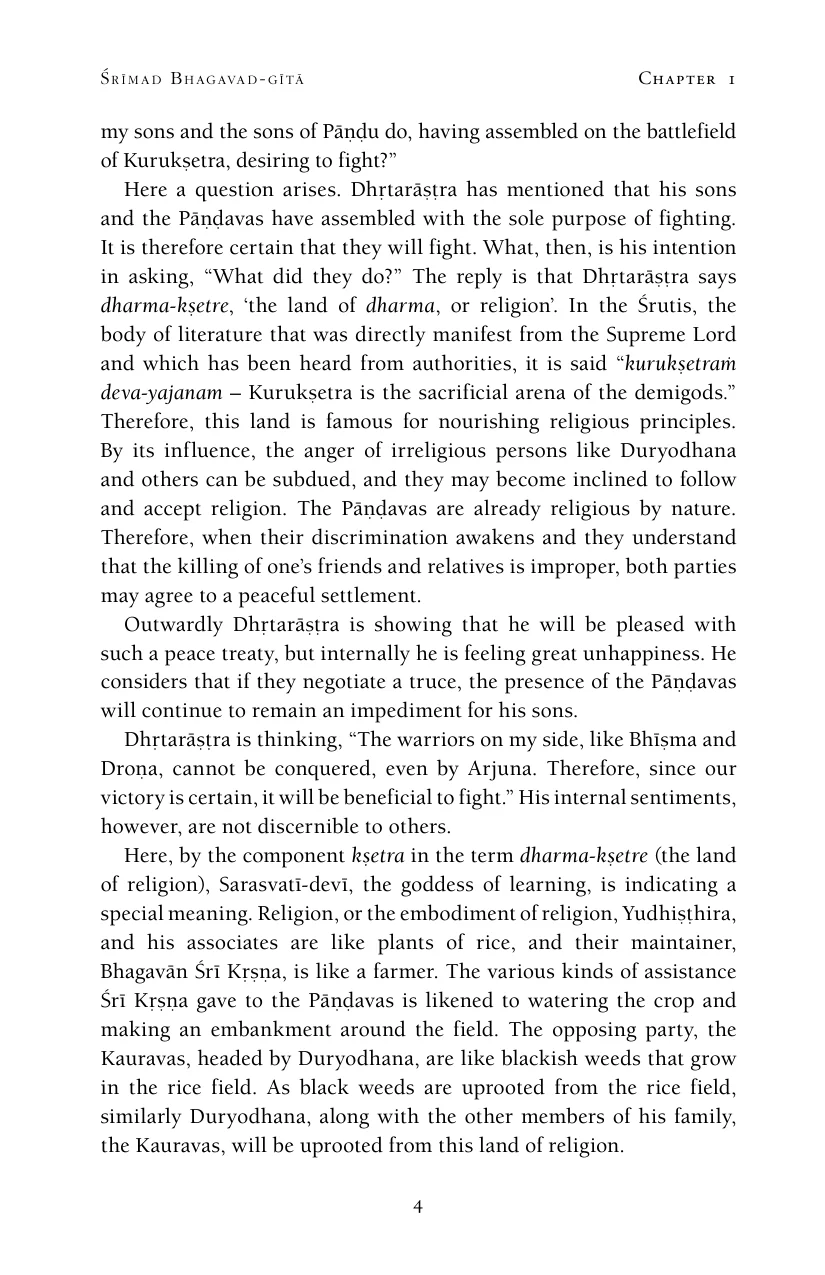 Śrīmad Bhagavad-gītā
Chapter 1
my sons and the sons of Pāṇḍu do, having assembled on the battlefield
of Kurukṣetra, desiring to fight?”
Here a question arises. Dhṛtarāṣṭra has mentioned that his sons
and the Pāṇḍavas have assembled with the sole purpose of fighting.
It is therefore certain that they will fight. What, then, is his intention
in asking, “What did they do?” The reply is that Dhṛtarāṣṭra says
dharma-kṣetre, ‘the land of dharma, or religion’. In the Śrutis, the
body of literature that was directly manifest from the Supreme Lord
and which has been heard from authorities, it is said “kurukṣetraṁ
deva-yajanam – Kurukṣetra is the sacrificial arena of the demigods.”
Therefore, this land is famous for nourishing religious principles.
By its influence, the anger of irreligious persons like Duryodhana
and others can be subdued, and they may become inclined to follow
and accept religion. The Pāṇḍavas are already religious by nature.
Therefore, when their discrimination awakens and they understand
that the killing of one’s friends and relatives is improper, both parties
may agree to a peaceful settlement.
Outwardly Dhṛtarāṣṭra is showing that he will be pleased with
such a peace treaty, but internally he is feeling great unhappiness. He
considers that if they negotiate a truce, the presence of the Pāṇḍavas
will continue to remain an impediment for his sons.
Dhṛtarāṣṭra is thinking, “The warriors on my side, like Bhīṣma and
Droṇa, cannot be conquered, even by Arjuna. Therefore, since our
victory is certain, it will be beneficial to fight.” His internal sentiments,
however, are not discernible to others.
Here, by the component kṣetra in the term dharma-kṣetre (the land
of religion), Sarasvatī-devī, the goddess of learning, is indicating a
special meaning. Religion, or the embodiment of religion, Yudhiṣṭhira,
and his associates are like plants of rice, and their maintainer,
Bhagavān Śrī Kṛṣṇa, is like a farmer. The various kinds of assistance
Śrī Kṛṣṇa gave to the Pāṇḍavas is likened to watering the crop and
making an embankment around the field. The opposing party, the
Kauravas, headed by Duryodhana, are like blackish weeds that grow
in the rice field. As black weeds are uprooted from the rice field,
similarly Duryodhana, along with the other members of his family,
the Kauravas, will be uprooted from this land of religion.
4